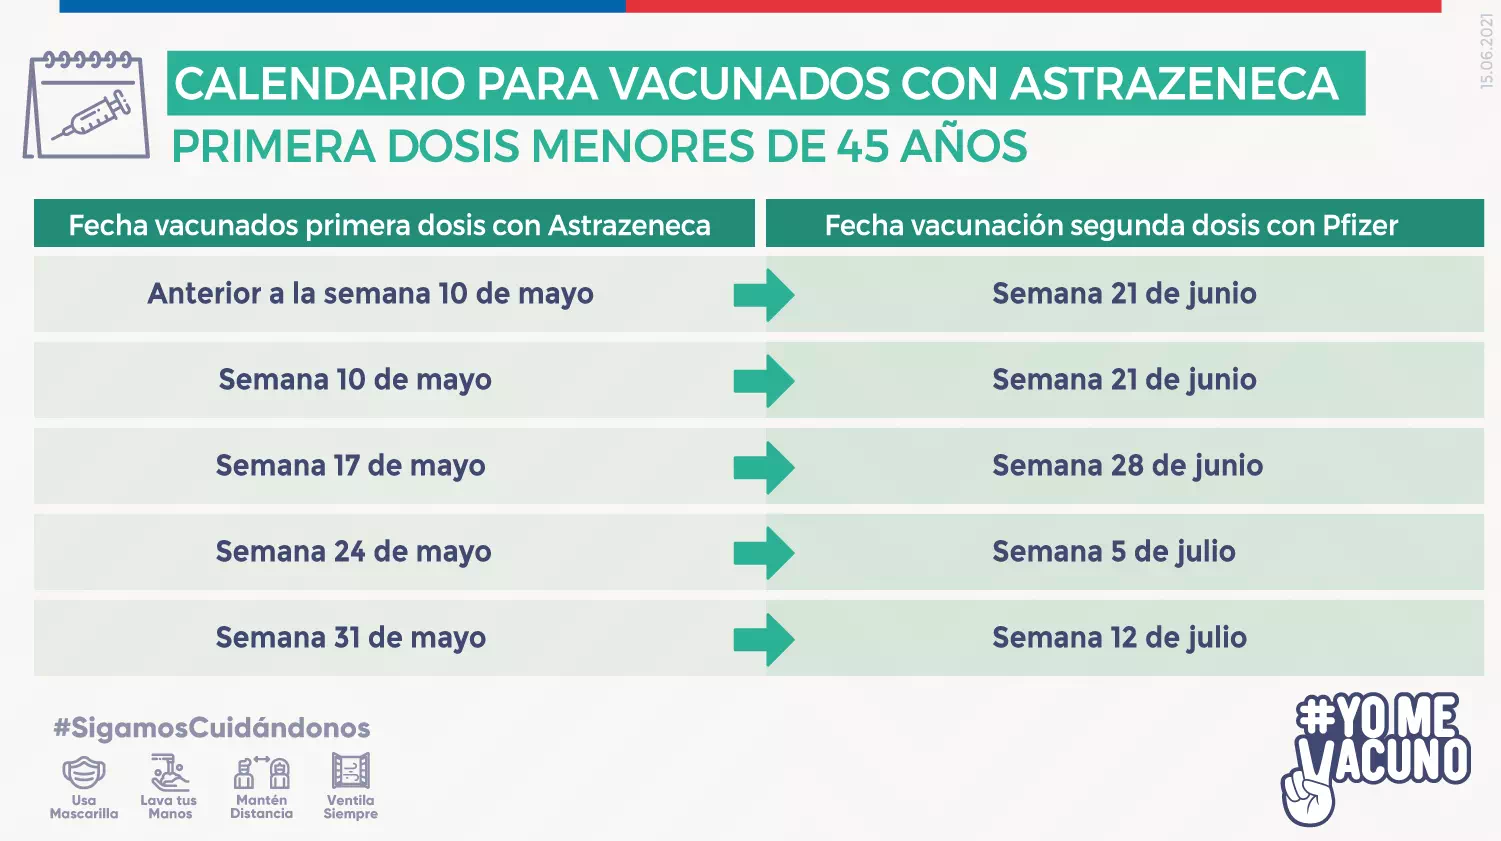 15.06.2021
CALENDARIO PARA VACUNADOS CON ASTRAZENECA
PRIMERA DOSIS MENORES DE 45 AÑOS
Fecha vacunados primera dosis con Astrazeneca
Fecha vacunación segunda dosis con Pfizer
Anterior a la semana 10 de mayo
Semana 21 de junio
Semana 10 de mayo
Semana 21 de junio
Semana 17 de mayo
Semana 28 de junio
Semana 24 de mayo
Semana 5 de julio
Semana 31 de mayo
Semana 12 de julio
#SigamosCuidándonos
Usa
Mascarilla
Lava tus
Manos
Mantén
Distancia
Ventila
Siempre
#YO ME
VACUNO